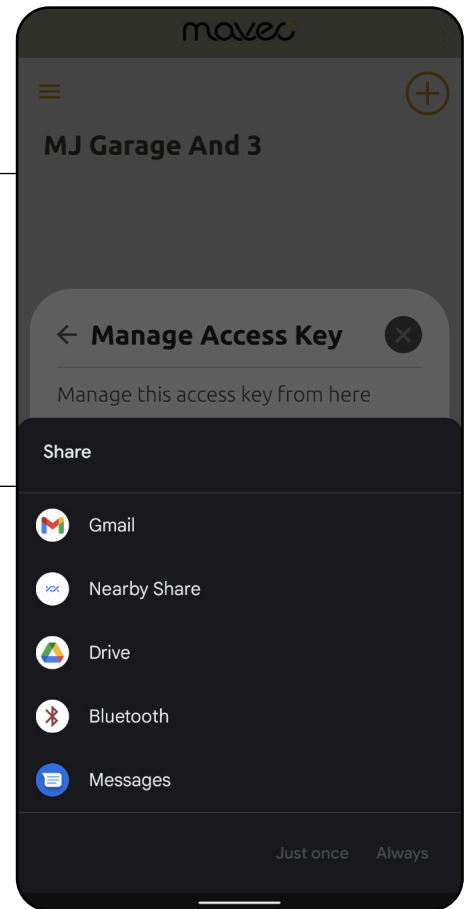 maveo
MJ Garage And 3
Manage Access Key
Manage this access key from here
Share
Gmail
Nearby Share
Drive
Bluetooth
Messages
Just once Always